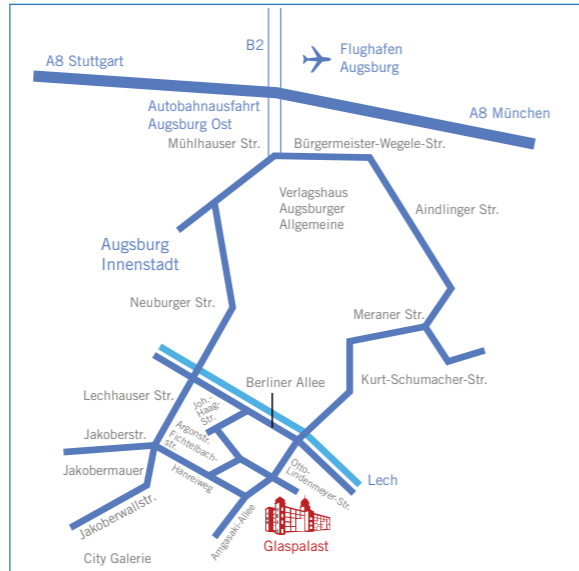 B2
Flughafen
Augsburg
A8 Stuttgart
Autobahnausfahrt
Augsburg Ost
A8 München
Mühlhauser Str.
Bürgermeister-Wegele-Str.
Verlagshaus
Augsburger
Allgemeine
Aindlinger Str.
Augsburg
Innenstadt
Neuburger Str.
Meraner Str.
Berliner Allee
Kurt-Schumacher-Str.
Lechhauser Str.
Joh.-
Haag-
Str.
Argonstr.
Fichtelbach-
str.
Jakoberstr.
Jakobermauer
Hanreiweg
Otto-
Lindenmeyer-Str.
Lech
Jakoberwallstr.
Amgasaki-Allee
Glaspalast
City Galerie